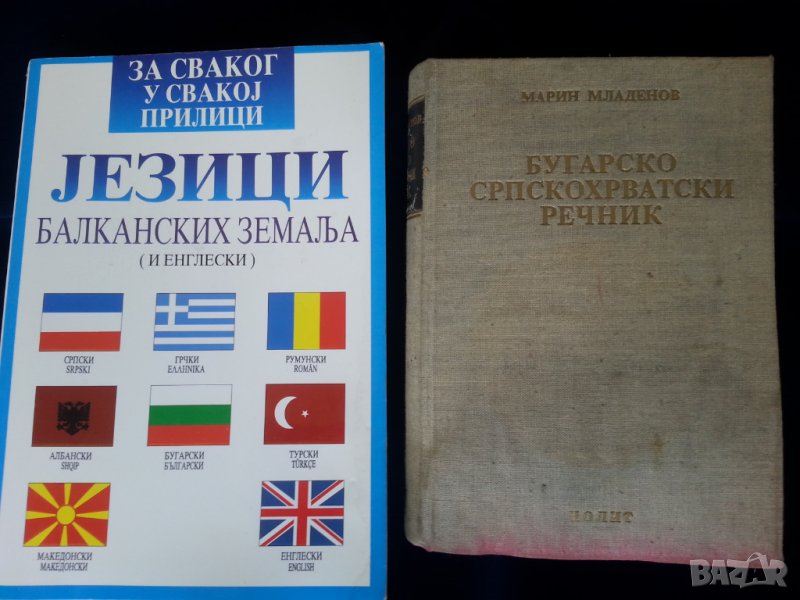 ЗА СВАКОГ
У СВАКОЈ
ПРИЛИЦИ
ЈЕЗИЦИ
БАЛКАНСКИХ ЗЕМАЉА
( И ЕНГЛЕСКИ )
СРПСКИ
SRPSKI
ГРЧКИ
ΕΛΛΗΝΙΚΑ
РУМУНСКИ
ROMÂN
АЛБАНСКИ
SHQIP
БУГАРСКИ
БЪЛГАРСКИ
ТУРСКИ
TÜRKÇE
МАКЕДОНСКИ
МАКЕДОНСКИ
ЕНГЛЕСКИ
ENGLISH
МАРИН МЛАДЕНОВ
БУГАРСКО
СРПСКОХРВАТСКИ
РЕЧНИК
НОЛИТ
BAZAR